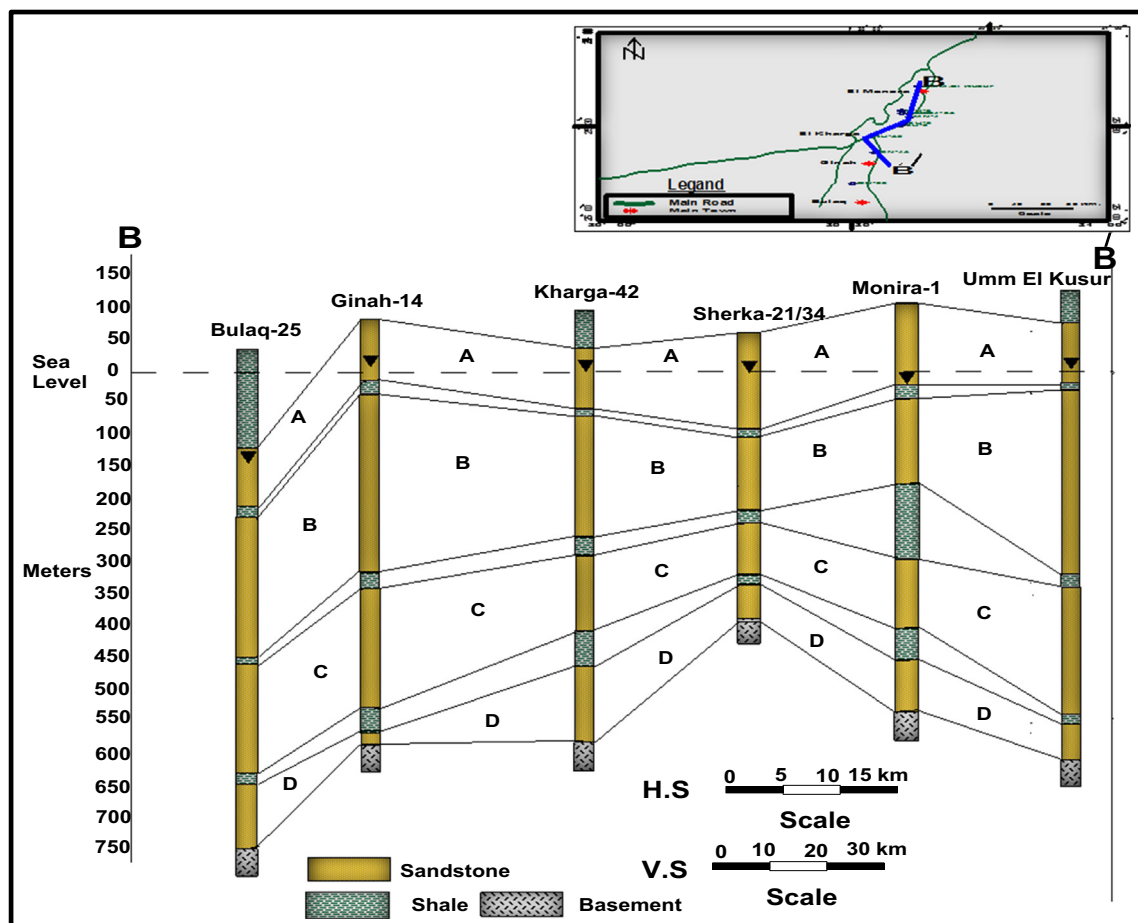 B
El Kharga
Ginah
B/
Legand
Main Road
Main Town
B
B/
150
100
50
Sea Level
0
50
100
150
200
250
300
Meters
350
400
450
500
550
600
650
700
750
Bulaq-25
Ginah-14
Kharga-42
Sherka-21/34
Monira-1
Umm El Kusur
A
A
A
A
A
B
B
B
B
B
C
C
C
C
C
D
D
D
D
D
H.S
0 5 10 15 km
Scale
V.S
0 10 20 30 km
Scale
Sandstone
Shale
Basement